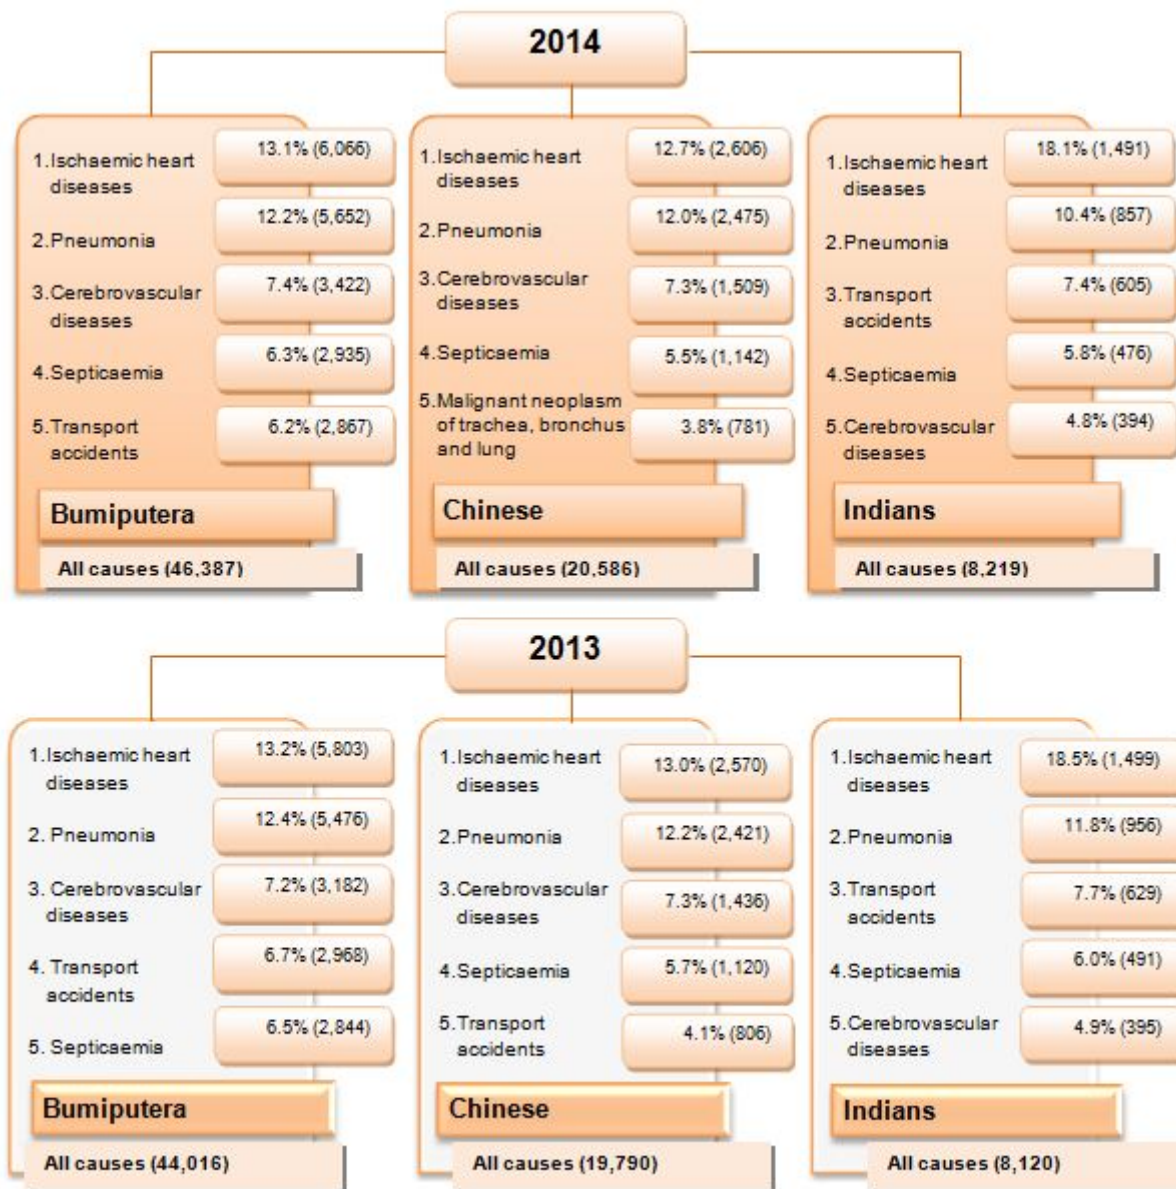 2014
1.Ischaemic heart
diseases
13.1% (6,066)
2.Pneumonia
12.2% (5,652)
3.Cerebrovascular
diseases
7.4% (3,422)
4.Septicaemia
6.3% (2,935)
5.Transport
accidents
6.2% (2,867)
Bumiputera
All causes (46,387)
1.Ischaemic heart
diseases
12.7% (2,606)
2.Pneumonia
12.0% (2,475)
3.Cerebrovascular
diseases
7.3% (1,509)
4.Septicaemia
5.5% (1,142)
5.Malignant neoplasm
of trachea, bronchus
and lung
3.8% (781)
Chinese
All causes (20,586)
1.Ischaemic heart
diseases
18.1% (1,491)
2.Pneumonia
10.4% (857)
3.Transport
accidents
7.4% (605)
4.Septicaemia
5.8% (476)
5.Cerebrovascular
diseases
4.8% (394)
Indians
All causes (8,219)
2013
1.Ischaemic heart
diseases
13.2% (5,803)
2. Pneumonia
12.4% (5,476)
3. Cerebrovascular
diseases
7.2% (3,182)
4. Transport
accidents
6.7% (2,968)
5. Septicaemia
6.5% (2,844)
Bumiputera
All causes (44,016)
1.Ischaemic heart
diseases
13.0% (2,570)
2.Pneumonia
12.2% (2,421)
3.Cerebrovascular
diseases
7.3% (1,436)
4.Septicaemia
5.7% (1,120)
5.Transport
accidents
4.1% (806)
Chinese
All causes (19,790)
1.Ischaemic heart
diseases
18.5% (1,499)
2.Pneumonia
11.8% (956)
3.Transport
accidents
7.7% (629)
4.Septicaemia
6.0% (491)
5.Cerebrovascular
diseases
4.9% (395)
Indians
All causes (8,120)